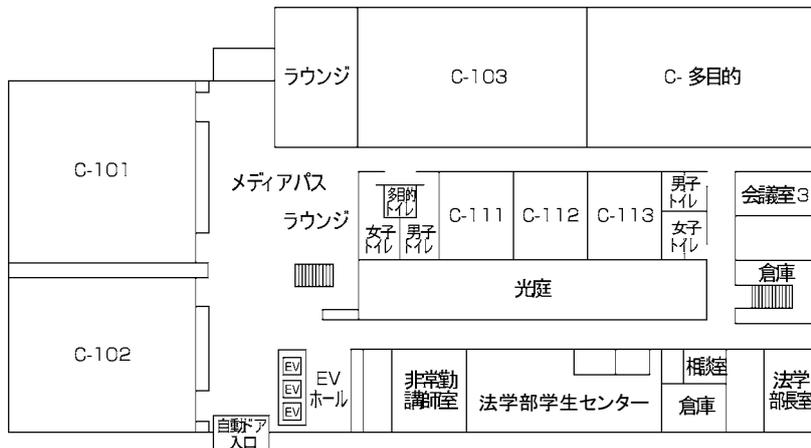 ラウンジ
C-103
C- 多目的
C-101
メディアパス
ラウンジ
多目的
トイレ
女子
トイレ
男子
トイレ
C-111
C-112
C-113
男子
トイレ
女子
トイレ
会議室3
光庭
倉庫
C-102
EV
EV
EV
EV
ホール
非常勤
講師室
法学部学生センター
相談室
倉庫
法学
部長室
自動ドア
入口